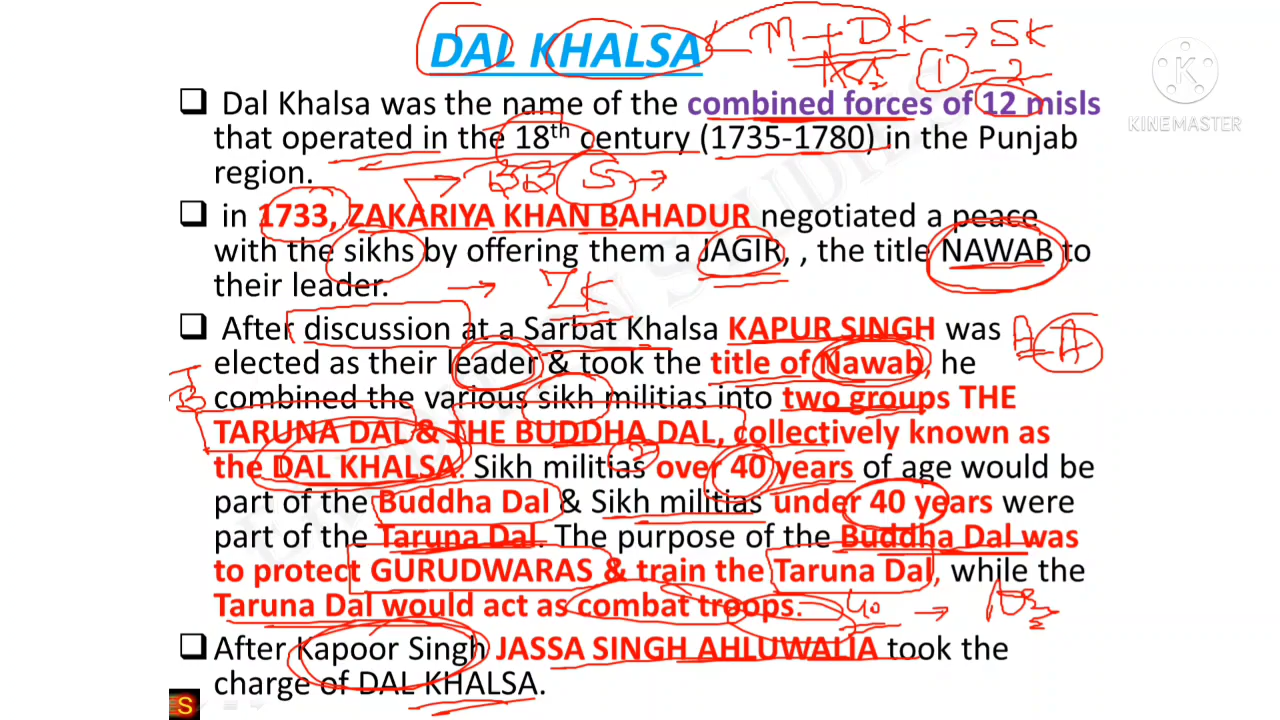 DAL KHALSA M + DK → SK
1 - 2
K
KINEMASTER
❑ Dal Khalsa was the name of the combined forces of 12 misls
that operated in the 18th century (1735-1780) in the Punjab
region. BB S →
❑ in 1733, ZAKARIYA KHAN BAHADUR negotiated a peace
with the sikhs by offering them a JAGIR, , the title NAWAB to
their leader. → ZK
❑ After discussion at a Sarbat Khalsa KAPUR SINGH was
elected as their leader & took the title of Nawab, he
combined the various sikh militias into two groups THE
TARUNA DAL & THE BUDDHA DAL, collectively known as
the DAL KHALSA. Sikh militias over 40 years of age would be
part of the Buddha Dal & Sikh militias under 40 years were
part of the Taruna Dal. The purpose of the Buddha Dal was
to protect GURUDWARAS & train the Taruna Dal, while the
Taruna Dal would act as combat troops. 40 →
❑ After Kapoor Singh JASSA SINGH AHLUWALIA took the
charge of DAL KHALSA.
S